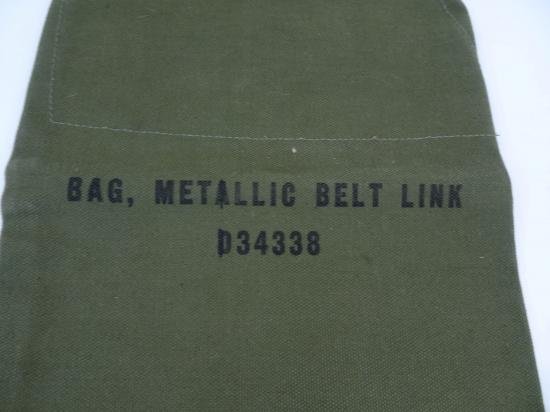 BAG, METALLIC BELT LINK
D34338